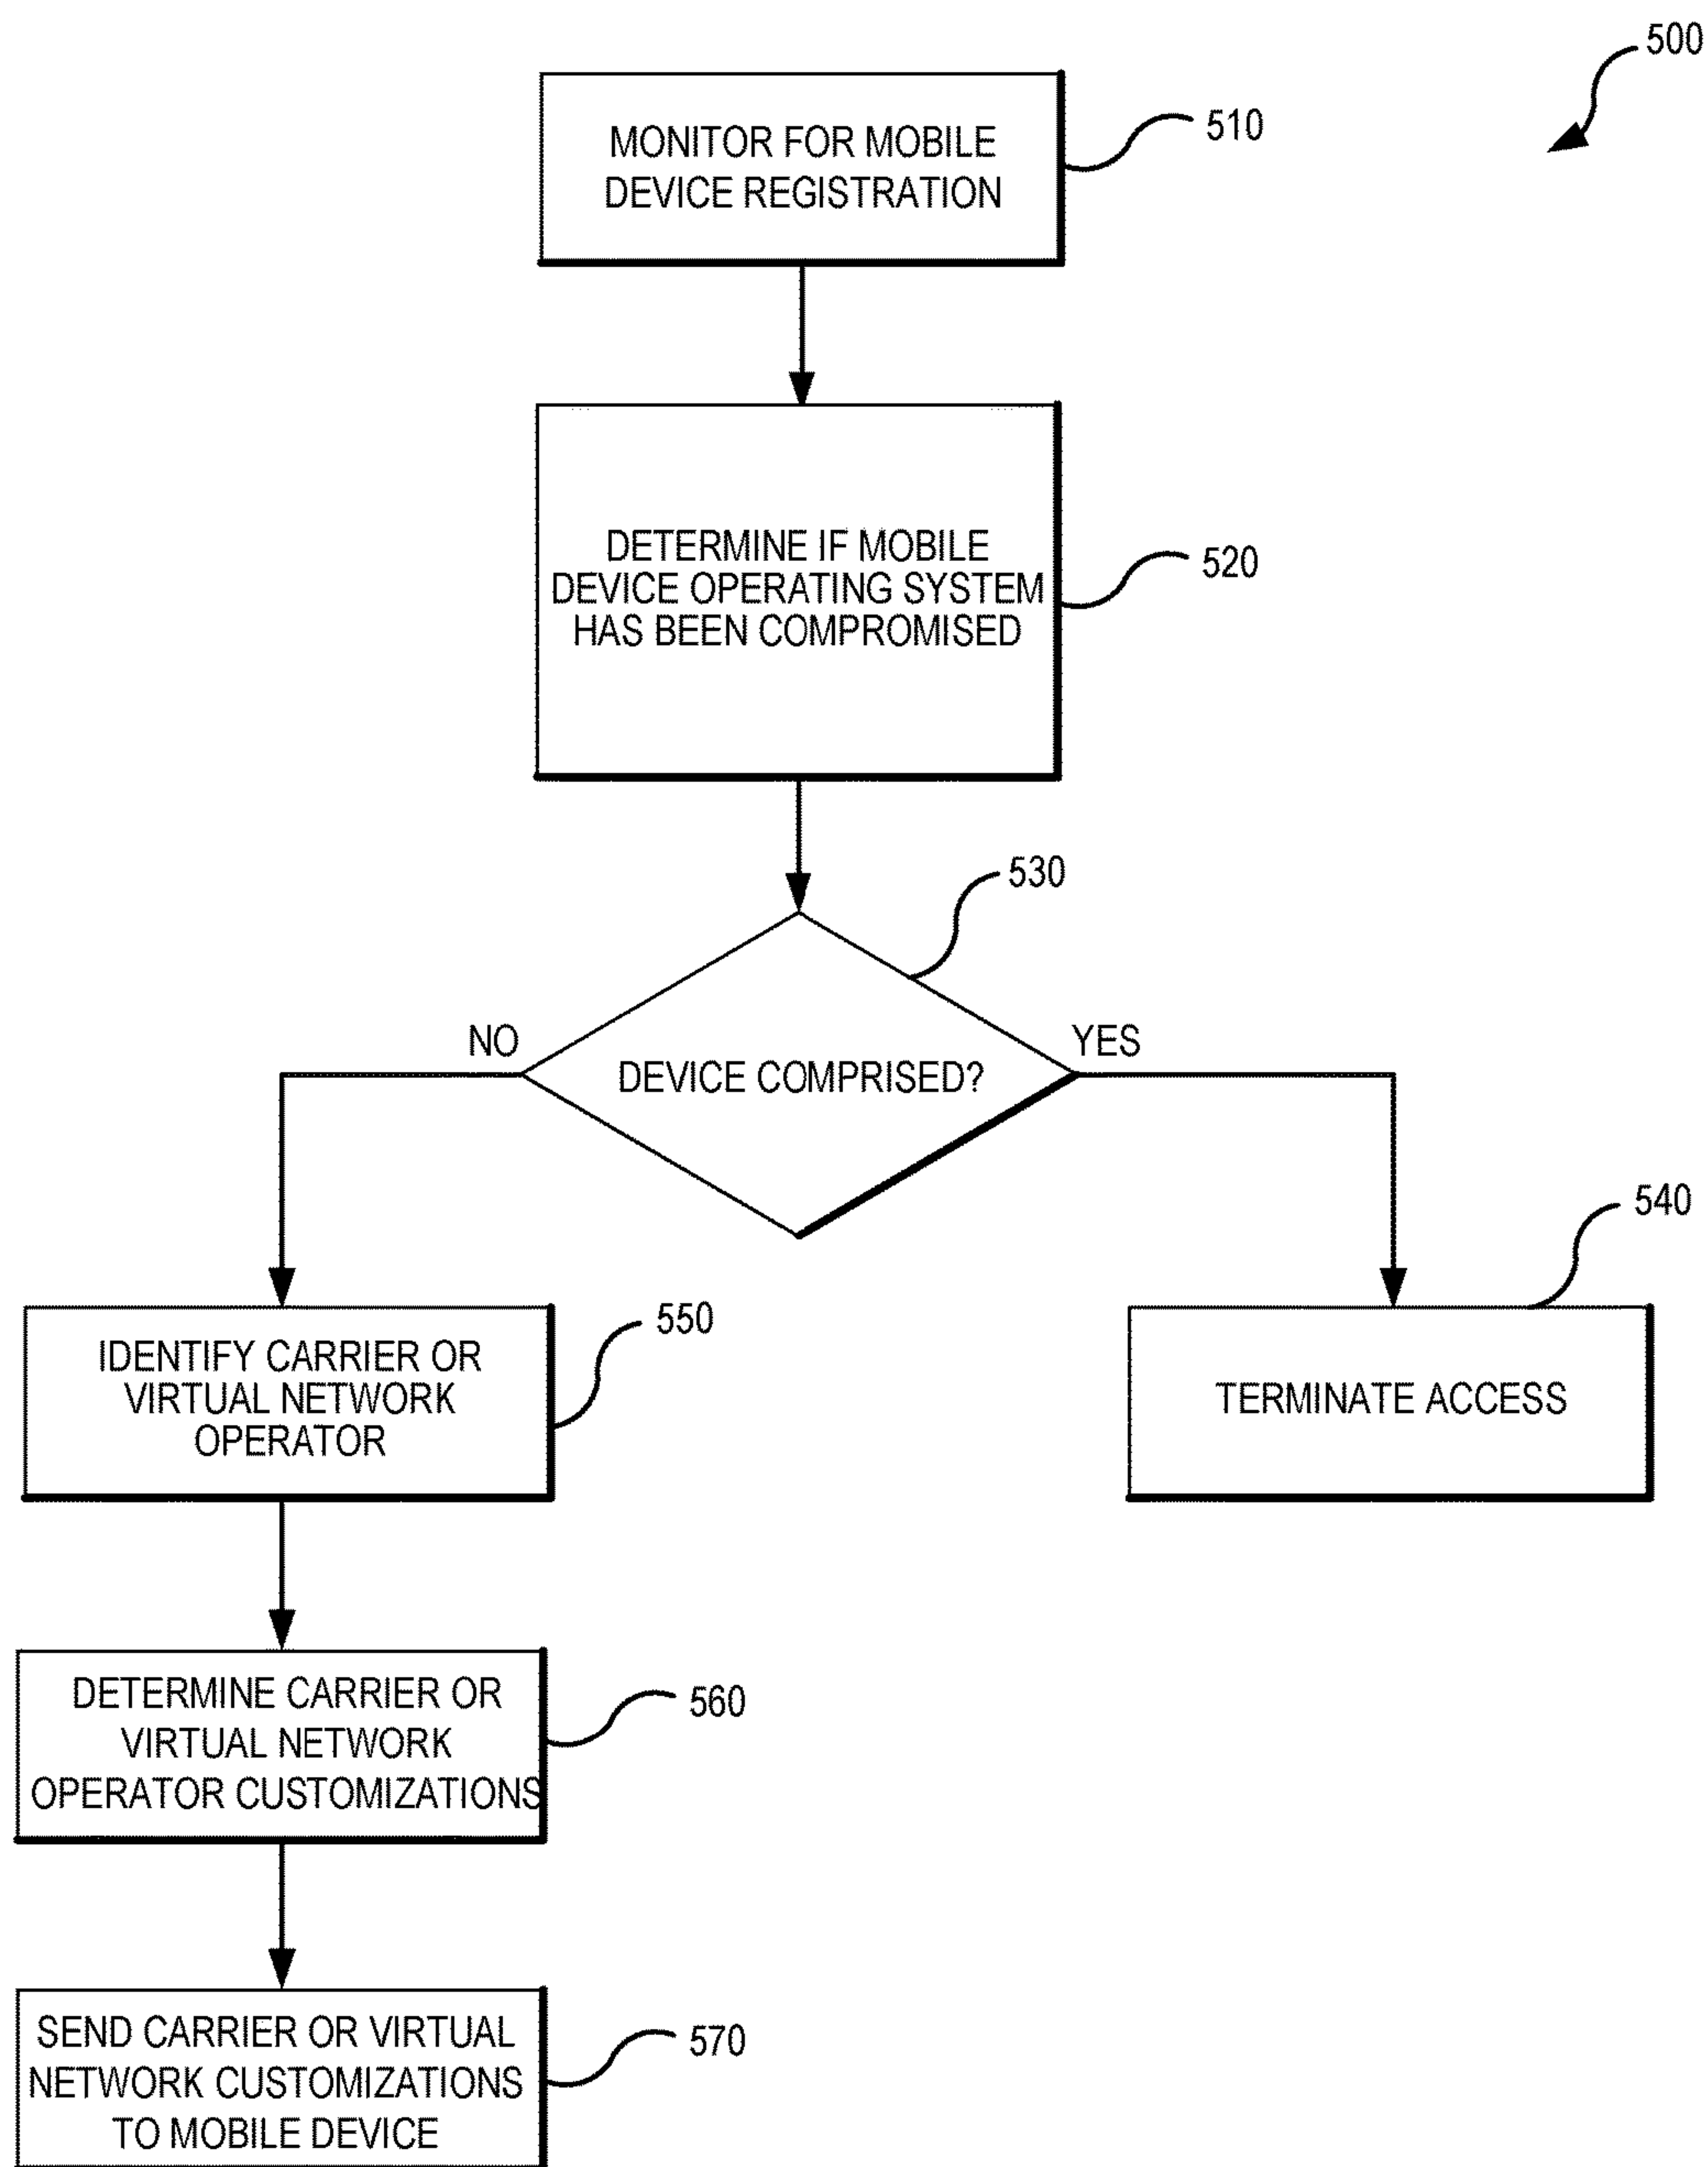 500
MONITOR FOR MOBILE
DEVICE REGISTRATION
510
DETERMINE IF MOBILE
DEVICE OPERATING SYSTEM
HAS BEEN COMPROMISED
520
530
NO
DEVICE COMPRISED?
YES
540
550
IDENTIFY CARRIER OR
VIRTUAL NETWORK
OPERATOR
TERMINATE ACCESS
DETERMINE CARRIER OR
VIRTUAL NETWORK
OPERATOR CUSTOMIZATIONS
560
SEND CARRIER OR VIRTUAL
NETWORK CUSTOMIZATIONS
TO MOBILE DEVICE
570